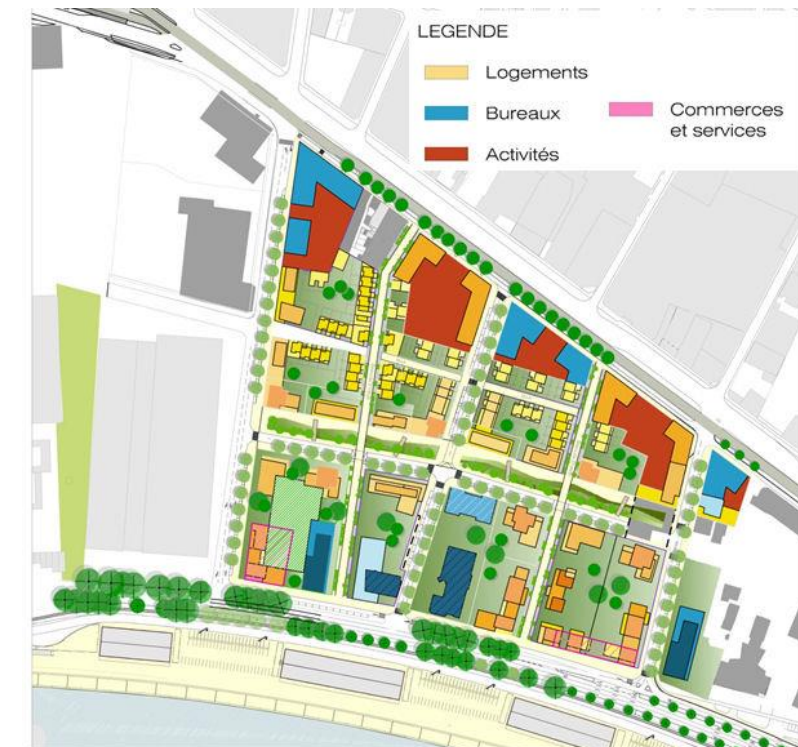 LEGENDE
Logements
Bureaux
Activités
Commerces
et services